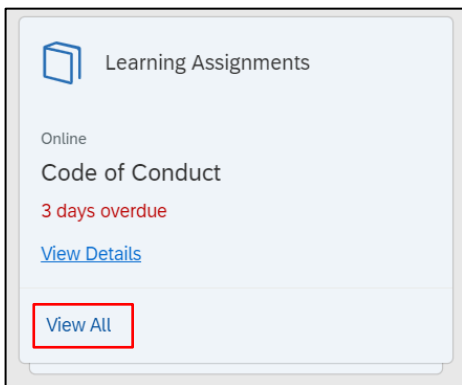 Learning Assignments
Online
Code of Conduct
3 days overdue
View Details
View All